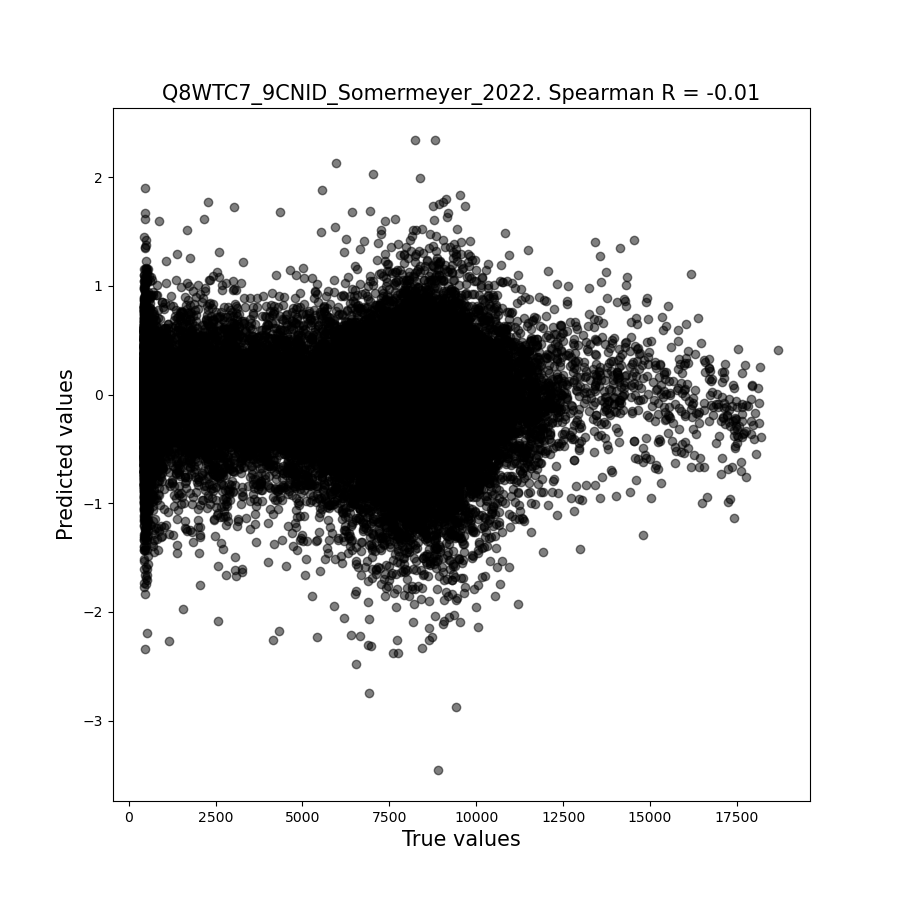 Q8WTC7_9CNID_Somermeyer_2022. Spearman R = -0.01
Predicted values
2
1
0
−1
−2
−3
0 2500 5000 7500 10000 12500 15000 17500
True values